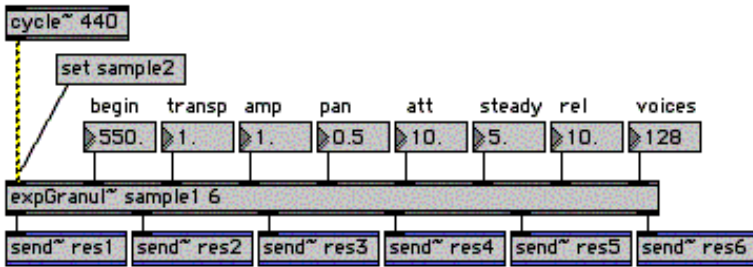 cycle~ 440
set sample2
begin transp amp pan att steady rel voices
550. 1. 1. 0.5 10. 5. 10. 128
expGranul~ sample1 6
send~ res1 send~ res2 send~ res3 send~ res4 send~ res5 send~ res6